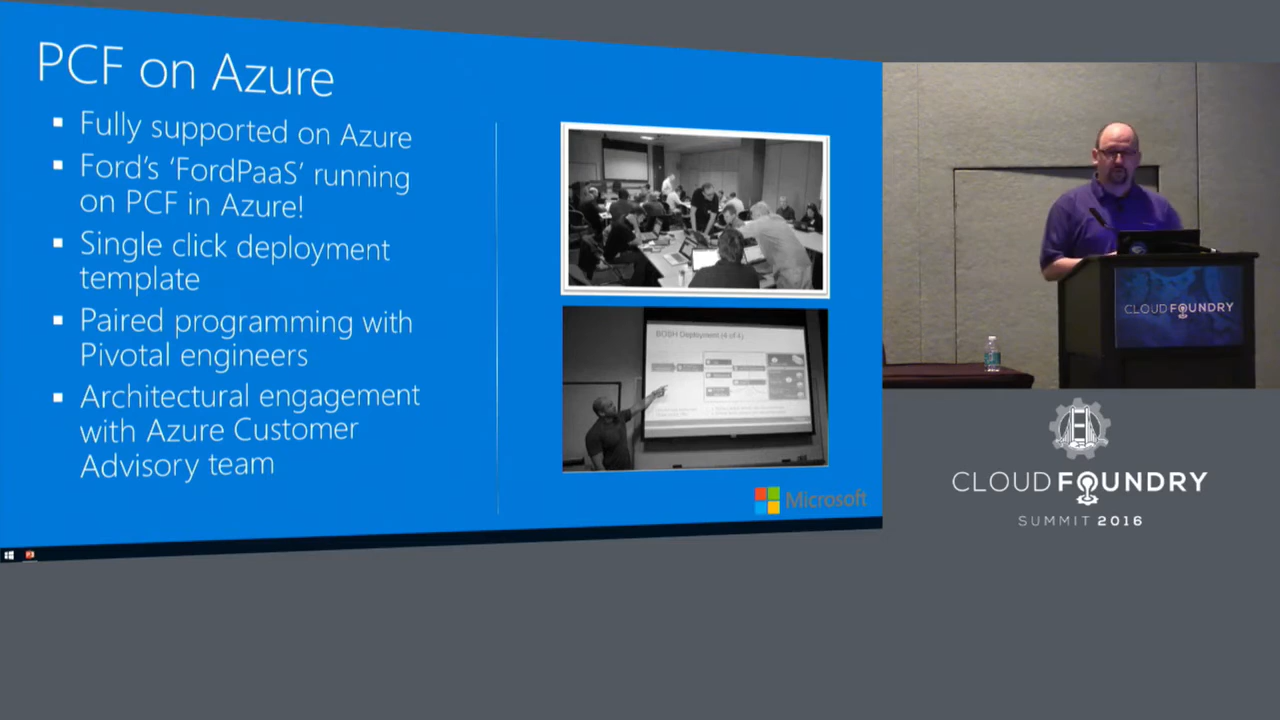 PCF on Azure
▪ Fully supported on Azure
▪ Ford's 'FordPaaS' running
on PCF in Azure!
▪ Single click deployment
template
▪ Paired programming with
Pivotal engineers
▪ Architectural engagement
with Azure Customer
Advisory team
BOSH Deployment (4 of 4)
Microsoft
CLOUD FOUNDRY
CLOUD FOUNDRY
SUMMIT 2016